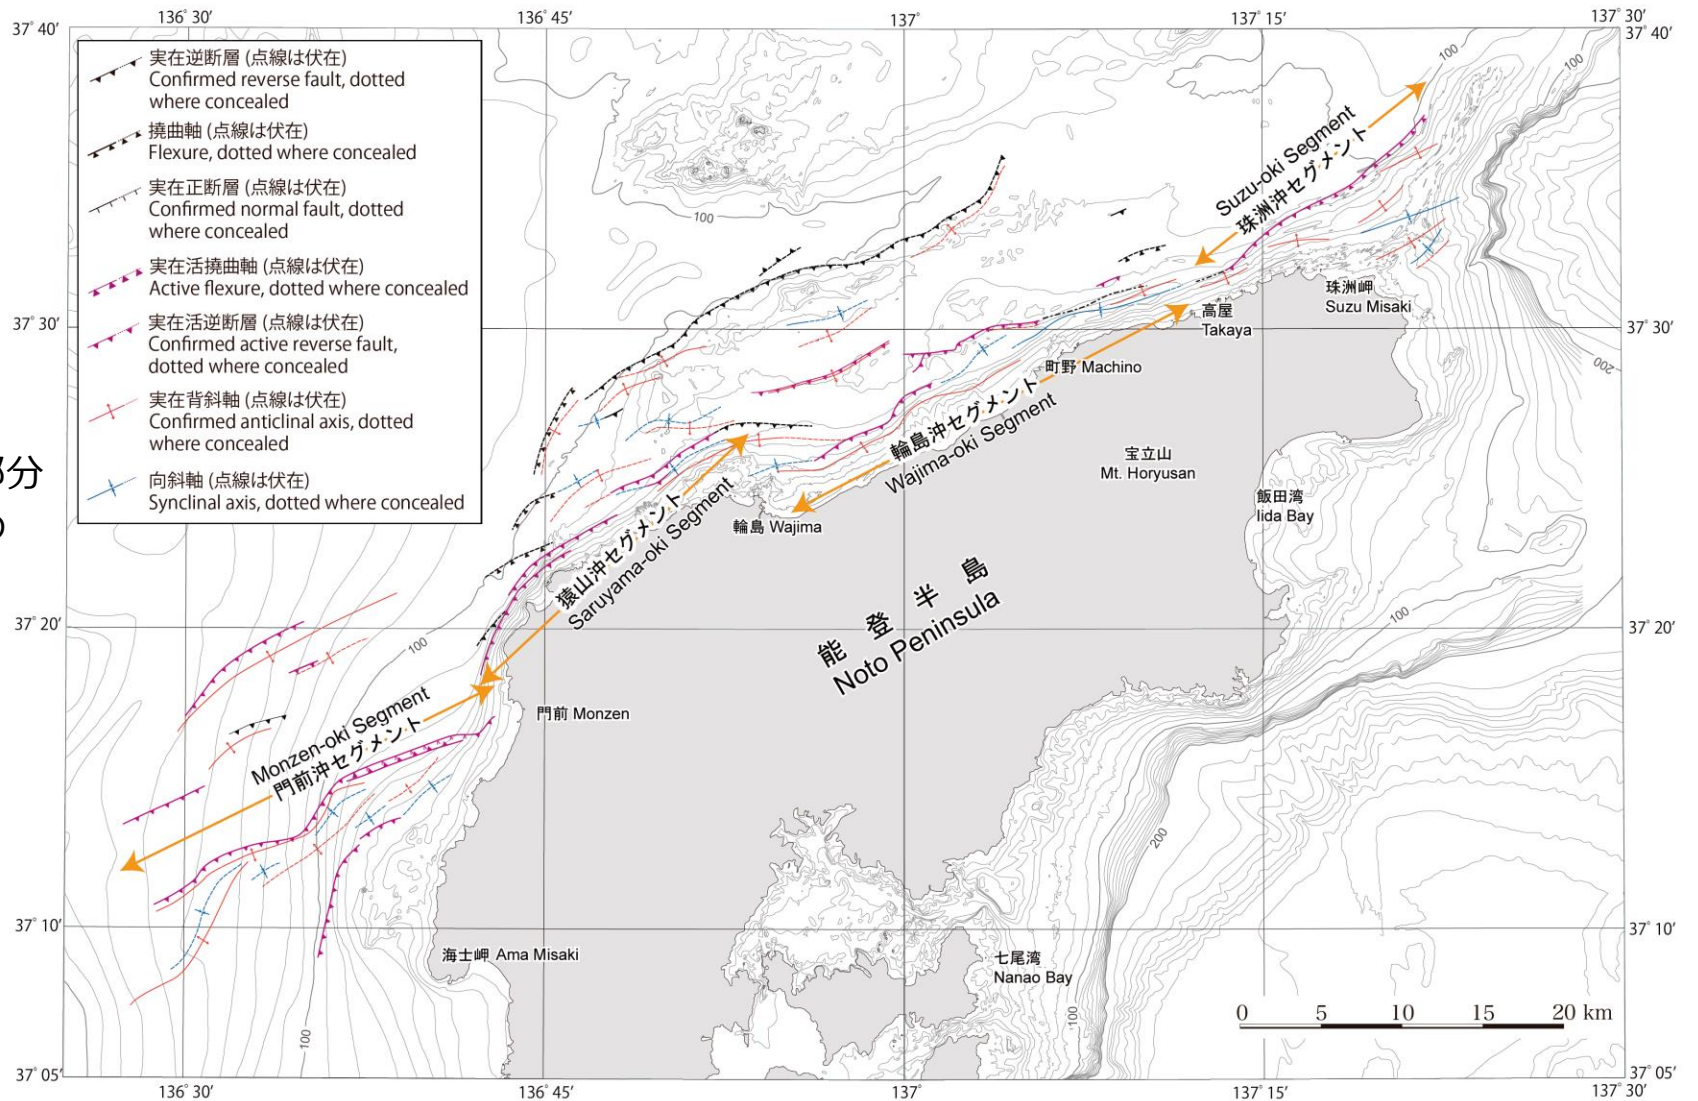 136° 30′
136° 45′
137°
137° 15′
137° 30′
37° 40′
37° 40′
実在逆断層 (点線は伏在)
Confirmed reverse fault, dotted
where concealed
撓曲軸 (点線は伏在)
Flexure, dotted where concealed
実在正断層 (点線は伏在)
Confirmed normal fault, dotted
where concealed
実在活撓曲軸 (点線は伏在)
Active flexure, dotted where concealed
実在活逆断層 (点線は伏在)
Confirmed active reverse fault,
dotted where concealed
実在背斜軸 (点線は伏在)
Confirmed anticlinal axis, dotted
where concealed
向斜軸 (点線は伏在)
Synclinal axis, dotted where concealed
部分
の
100
100
100
Suzu-oki Segment
珠洲沖セグメント
珠洲岬
Suzu Misaki
高屋
Takaya
37° 30′
37° 30′
200
町野 Machino
輪島沖セグメント
Wajima-oki Segment
宝立山
Mt. Horyusan
飯田湾
Iida Bay
輪島 Wajima
猿山沖セグメント
Saruyama-oki Segment
能登半島
Noto Peninsula
37° 20′
37° 20′
100
100
Monzen-oki Segment
門前沖セグメント
門前 Monzen
200
37° 10′
37° 10′
海士岬 Ama Misaki
七尾湾
Nanao Bay
100
100
0 5 10 15 20 km
37° 05′
37° 05′
136° 30′
136° 45′
137°
137° 15′
137° 30′